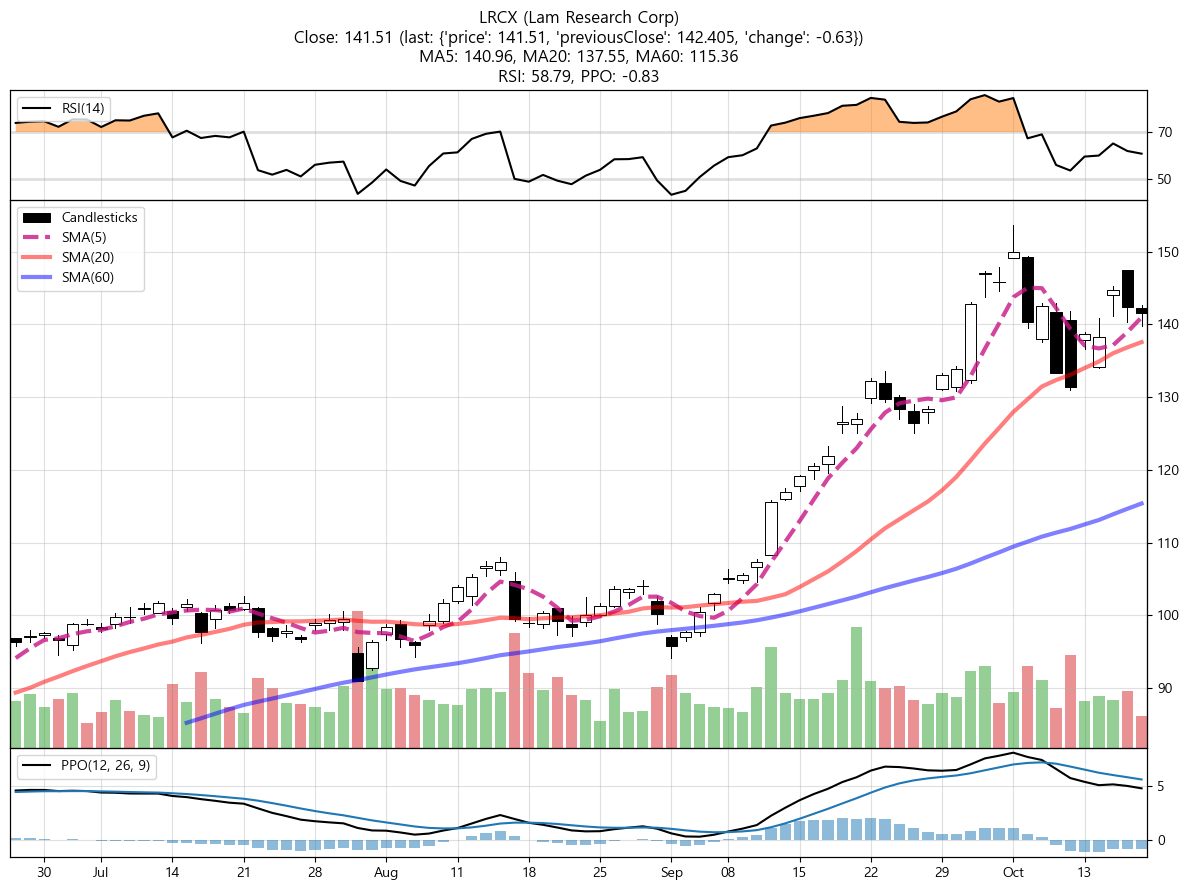 LRCX (Lam Research Corp)
Close: 141.51 (last: {'price': 141.51, 'previousClose': 142.405, 'change': -0.63})
MA5: 140.96, MA20: 137.55, MA60: 115.36
RSI: 58.79, PPO: -0.83
RSI(14)
70
50
Candlesticks
SMA(5)
SMA(20)
SMA(60)
150
140
130
120
110
100
90
PPO(12, 26, 9)
5
0
30 Jul 14 21 28 Aug 11 18 25 Sep 08 15 22 29 Oct 13